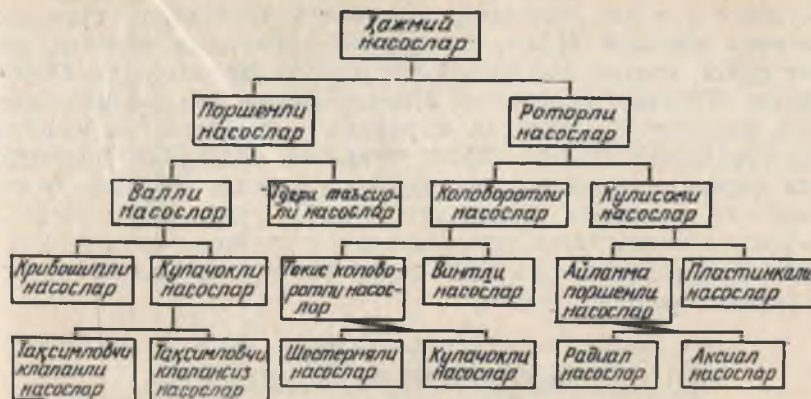 Ҳажмий
насослар
Поршенли
насослар
Роторли
насослар
Валли
насослар
таъсир-
ли насослар
Коловоротли
насослар
Кулисали
насослар
Кривошипли
насослар
Кулачокли
насослар
Текис колово-
ротли насос-
лар
Винтли
насослар
Айланма
поршенли
насослар
Пластинкали
насослар
Тақсимловчи
клапанли
насослар
Тақсимловчи
клапансиз
насослар
Шестерняли
насослар
Кулачокли
насослар
Радиал
насослар
Аксиал
насослар